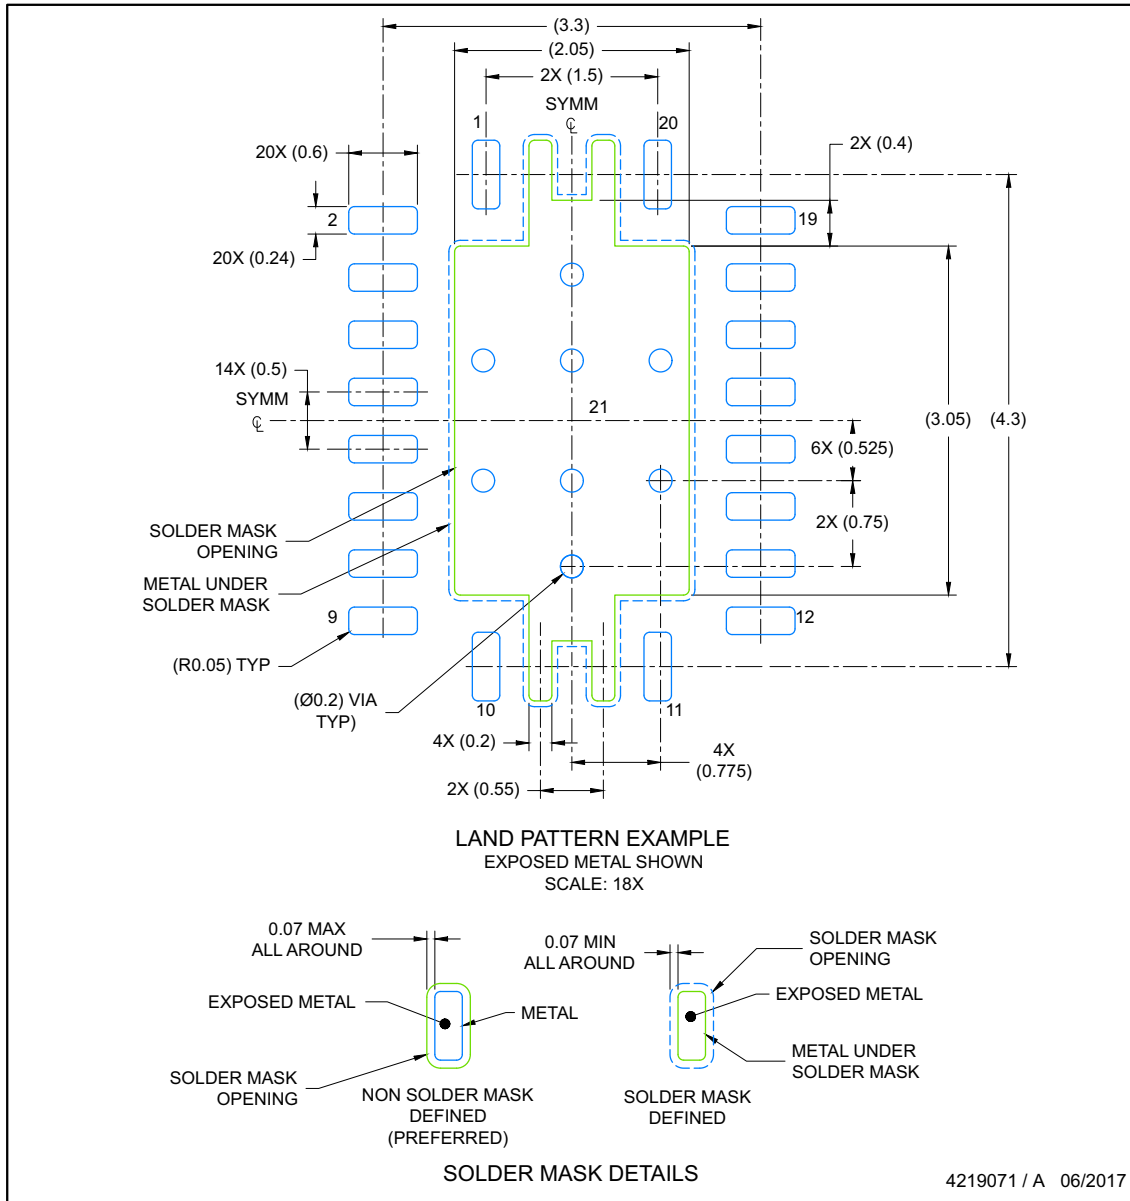 (3.3)
(2.05)
2X (1.5)
SYMM
℄
1
20
20X (0.6)
2X (0.4)
2
19
20X (0.24)
14X (0.5)
SYMM
℄
21
(3.05)
(4.3)
6X (0.525)
2X (0.75)
SOLDER MASK
OPENING
METAL UNDER
SOLDER MASK
9
12
(R0.05) TYP
(Ø0.2) VIA
TYP)
10
11
4X (0.2)
4X
(0.775)
2X (0.55)
LAND PATTERN EXAMPLE
EXPOSED METAL SHOWN
SCALE: 18X
0.07 MAX
ALL AROUND
EXPOSED METAL
METAL
SOLDER MASK
OPENING
NON SOLDER MASK
DEFINED
(PREFERRED)
0.07 MIN
ALL AROUND
SOLDER MASK
OPENING
EXPOSED METAL
METAL UNDER
SOLDER MASK
SOLDER MASK
DEFINED
SOLDER MASK DETAILS
4219071 / A 06/2017